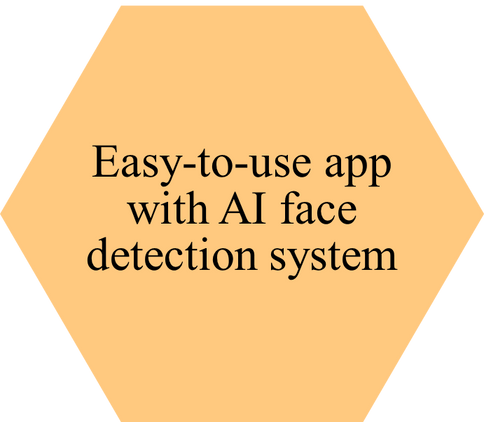 Easy-to-use app
with AI face
detection system